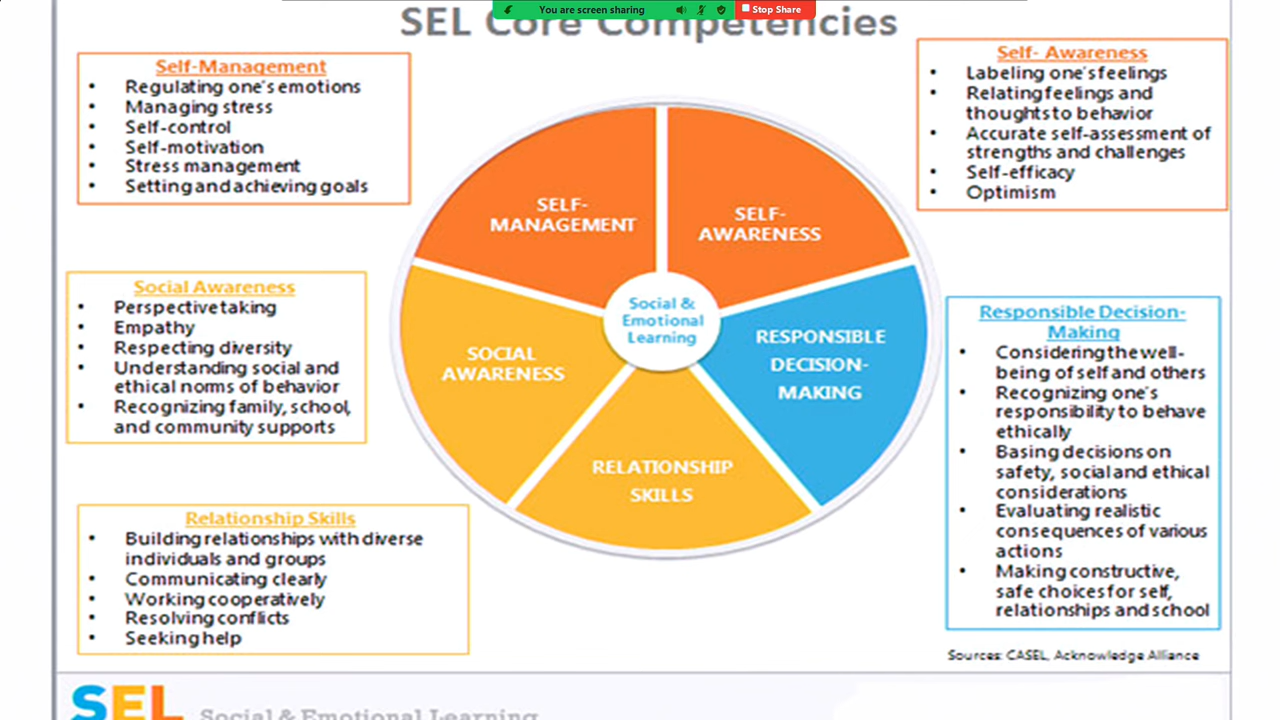 You are screen sharing
Stop Share
SEL Core Competencies
Self-Management
• Regulating one's emotions
• Managing stress
• Self-control
• Self-motivation
• Stress management
• Setting and achieving goals
Self- Awareness
• Labeling one's feelings
• Relating feelings and
thoughts to behavior
• Accurate self-assessment of
strengths and challenges
• Self-efficacy
• Optimism
SELF-
MANAGEMENT
SELF-
AWARENESS
Social &
Emotional
Learning
SOCIAL
AWARENESS
RESPONSIBLE
DECISION-
MAKING
RELATIONSHIP
SKILLS
Social Awareness
• Perspective taking
• Empathy
• Respecting diversity
• Understanding social and
ethical norms of behavior
• Recognizing family, school,
and community supports
Responsible Decision-
Making
• Considering the well-
being of self and others
• Recognizing one's
responsibility to behave
ethically
• Basing decisions on
safety, social and ethical
considerations
• Evaluating realistic
consequences of various
actions
• Making constructive,
safe choices for self,
relationships and school
Relationship Skills
• Building relationships with diverse
individuals and groups
• Communicating clearly
• Working cooperatively
• Resolving conflicts
• Seeking help
Sources: CASEL, Acknowledge Alliance
SEL Social & Emotional Learning